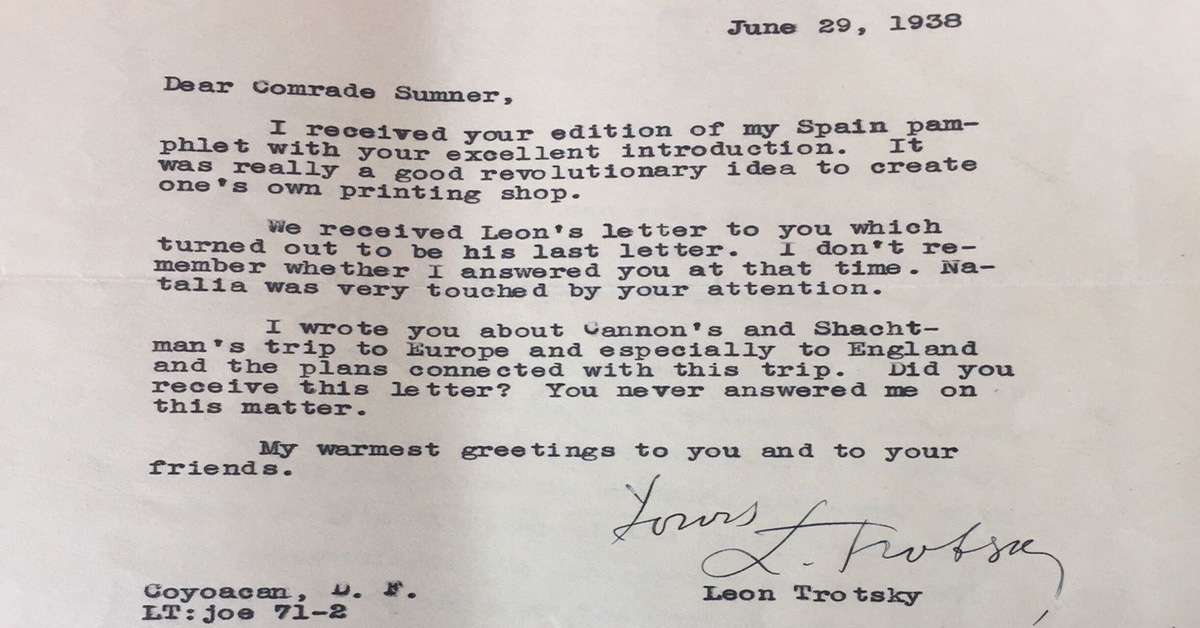 June 29, 1938
Dear Comrade Sumner,
I received your edition of my Spain pam-
phlet with your excellent introduction. It
was really a good revolutionary idea to create
one's own printing shop.
We received Leon's letter to you which
turned out to be his last letter. I don't re-
member whether I answered you at that time. Na-
talia was very touched by your attention.
I wrote you about Cannon's and Shacht-
man's trip to Europe and especially to England
and the plans connected with this trip. Did you
receive this letter? You never answered me on
this matter.
My warmest greetings to you and to your
friends.
Yours
L. Trotsky
Leon Trotsky
Coyoacan, D. F.
LT:joe 71-2